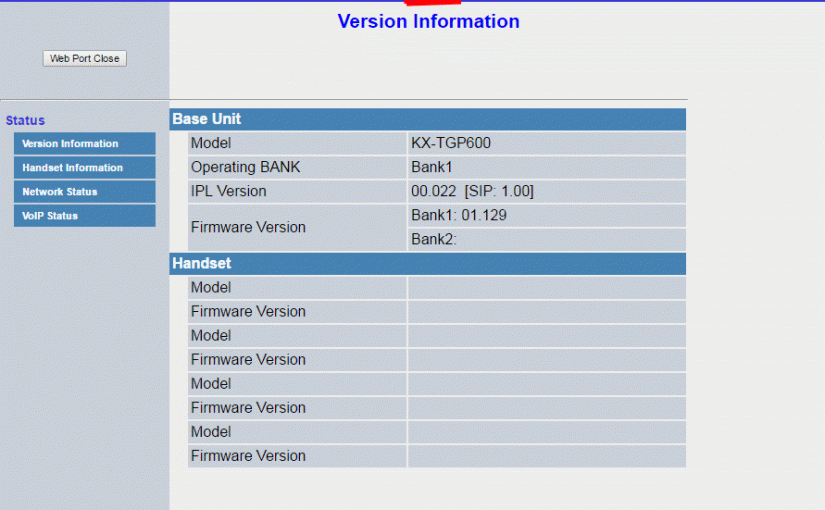 Version Information
Web Port Close
Status
Version Information
Handset Information
Network Status
VoIP Status
Base Unit
Model KX-TGP600
Operating BANK Bank1
IPL Version 00.022 [SIP: 1.00]
Firmware Version
Bank1: 01.129
Bank2:
Handset
Model
Firmware Version
Model
Firmware Version
Model
Firmware Version
Model
Firmware Version